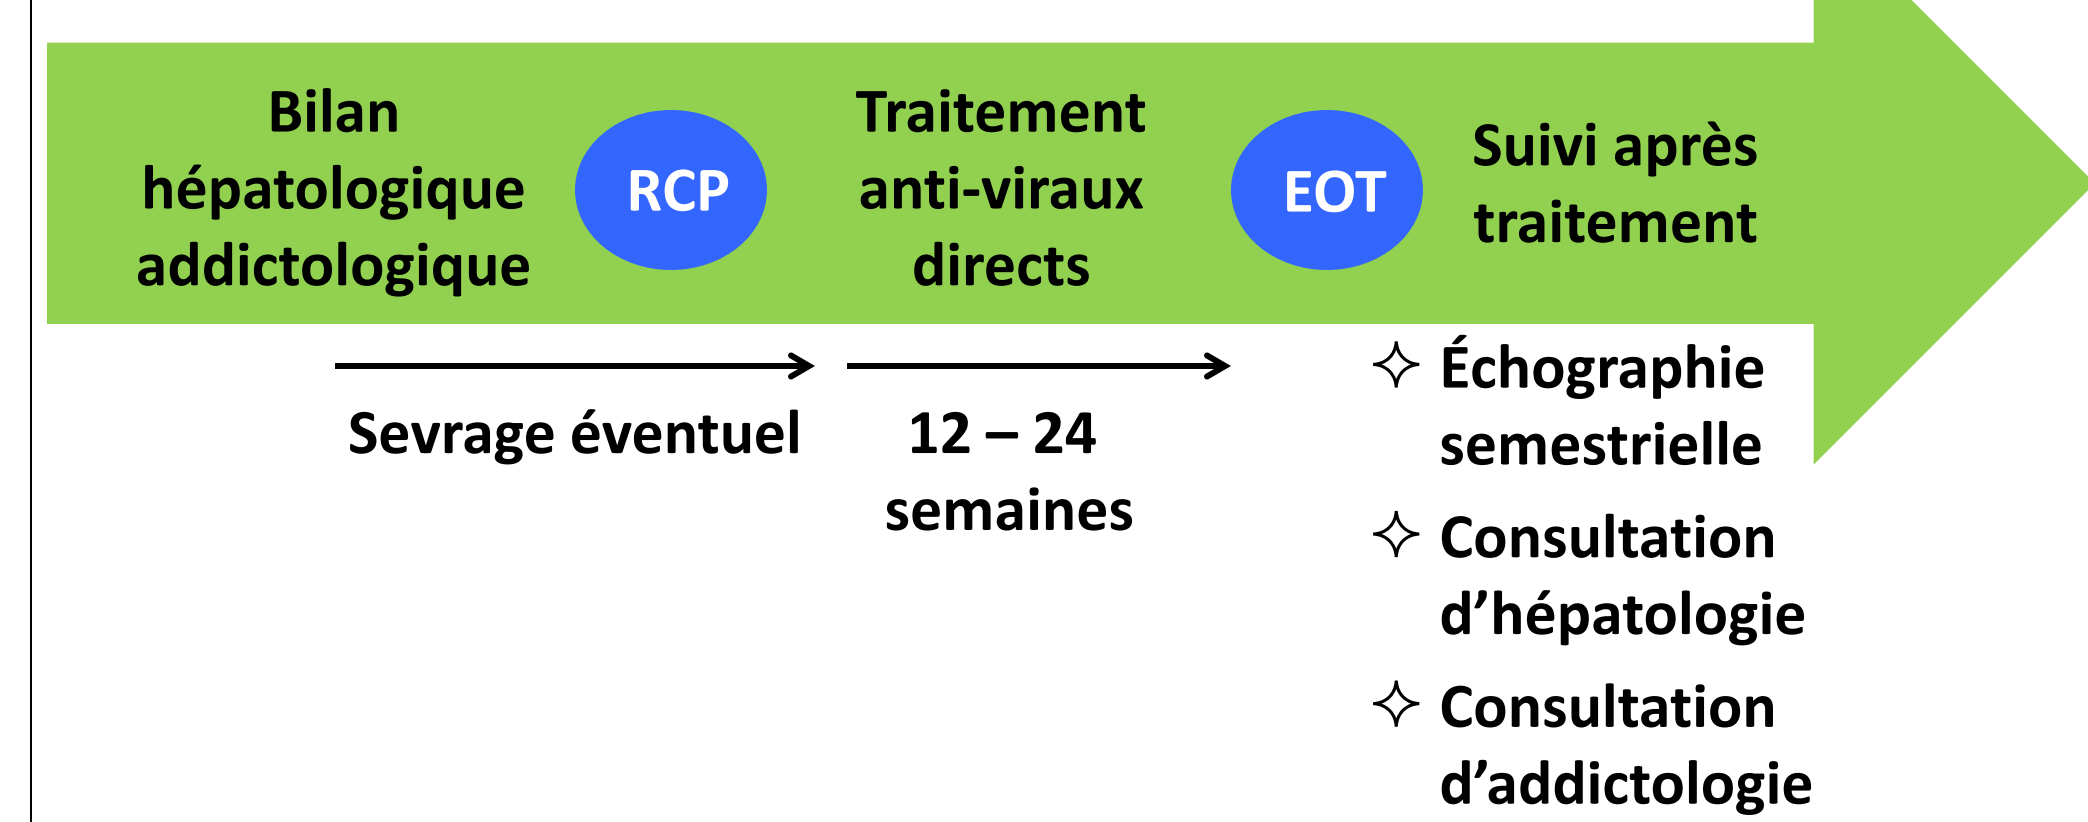 Bilan
hépatologique
addictologique
RCP
Traitement
anti-viraux
directs
EOT
Suivi après
traitement
Sevrage éventuel
12 – 24
semaines
Échographie
semestrielle
Consultation
d’hépatologie
Consultation
d’addictologie